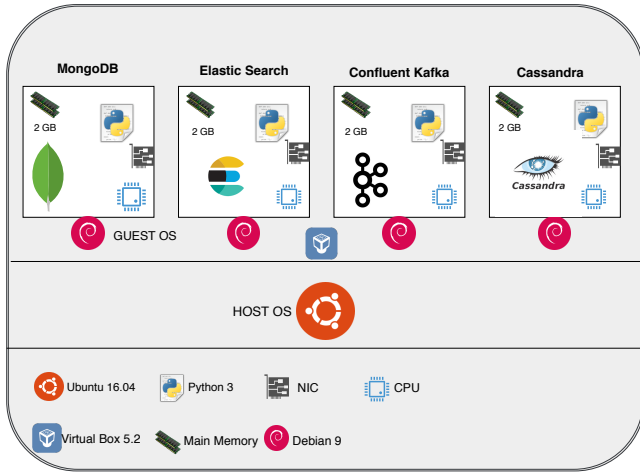 MongoDB
Elastic Search
Confluent Kafka
Cassandra
2 GB
2 GB
2 GB
2 GB
Cassandra
GUEST OS
HOST OS
Ubuntu 16.04
Python 3
NIC
CPU
Virtual Box 5.2
Main Memory
Debian 9